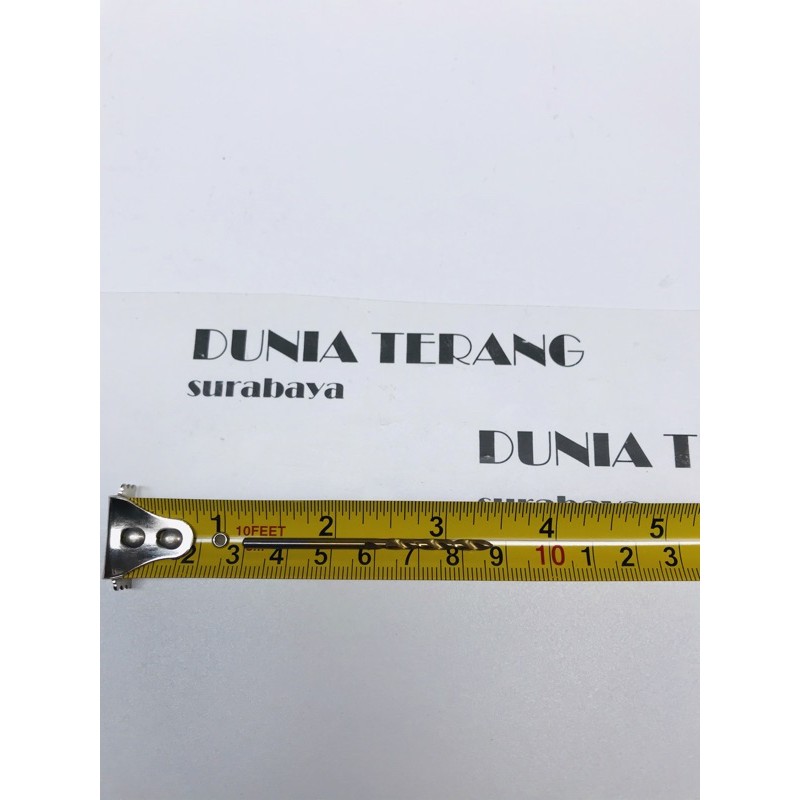 DUNIA TERANG
surabaya
DUNIA T
surabaya
1 10FEET 2 3 4 5
2 3 4 5 6 7 8 9 10 1 2 3